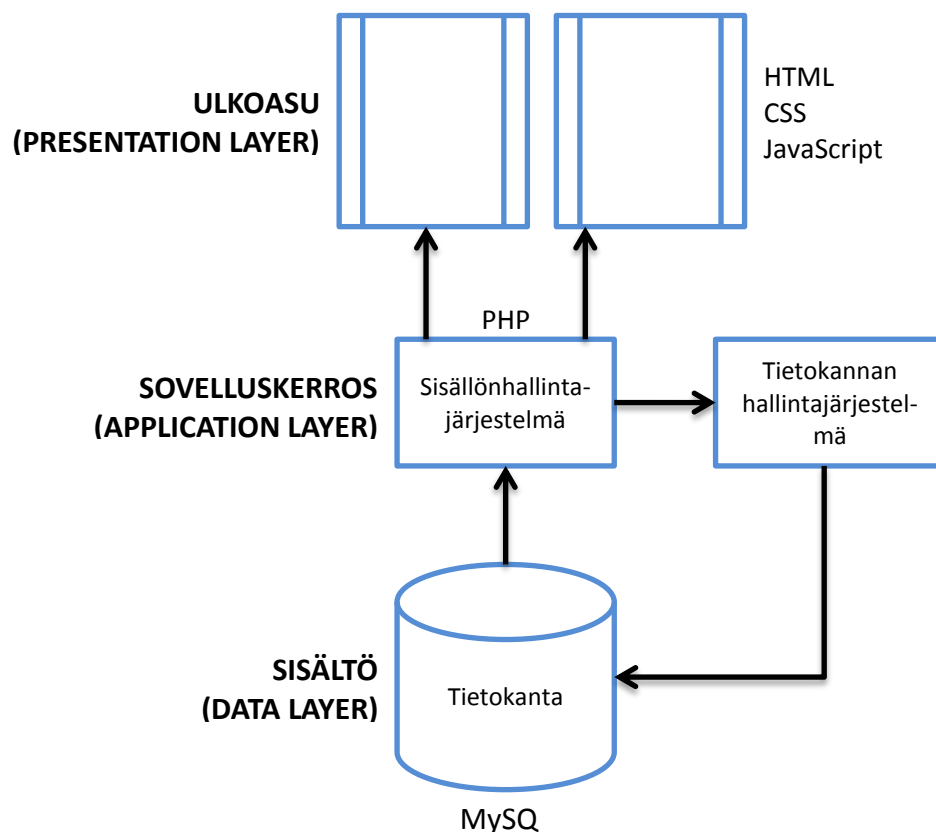 ULKOASU
(PRESENTATION LAYER)
HTML
CSS
JavaScript
PHP
SOVELLUSKERROS
(APPLICATION LAYER)
Sisällönhallinta-
järjestelmä
Tietokannan
hallintajärjestel-
mä
SISÄLTÖ
(DATA LAYER)
Tietokanta
MySQ